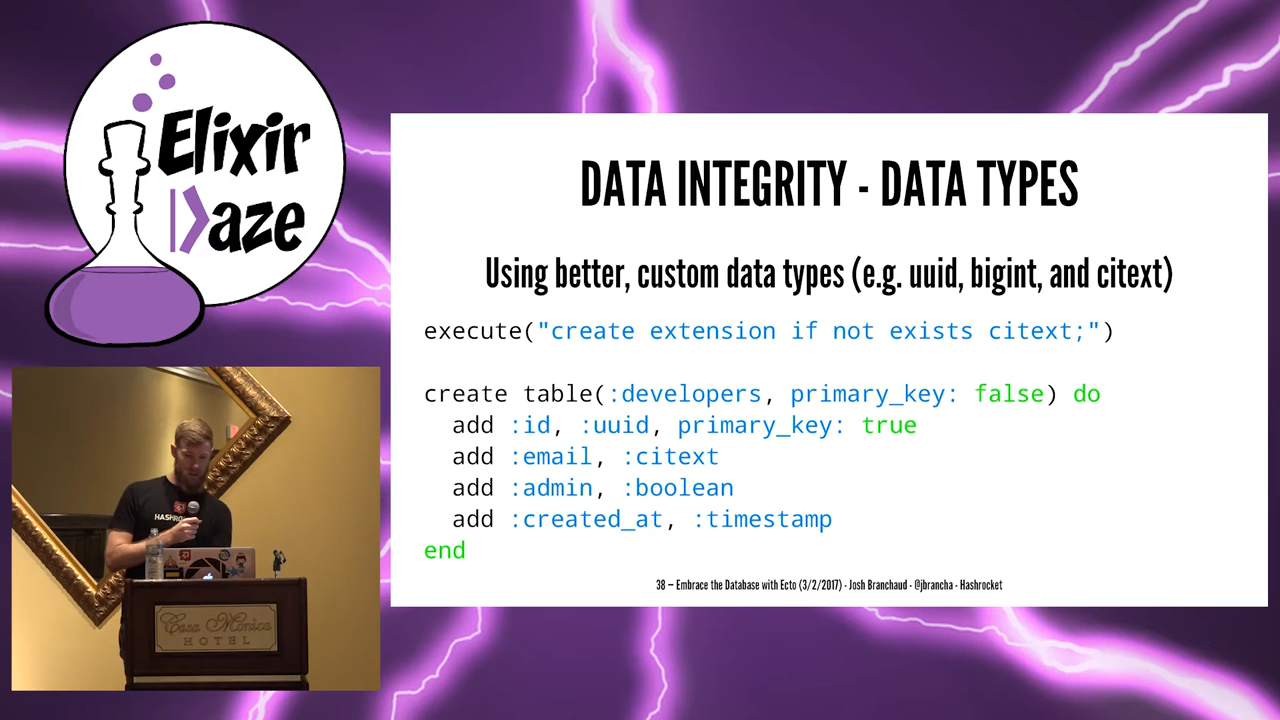 Elixir
Daze
DATA INTEGRITY - DATA TYPES
Using better, custom data types (e.g. uuid, bigint, and citext)
execute("create extension if not exists citext;")
create table(:developers, primary_key: false) do
  add :id, :uuid, primary_key: true
  add :email, :citext
  add :admin, :boolean
  add :created_at, :timestamp
end
38 — Embrace the Database with Ecto (3/2/2017) - Josh Branchaud - @jbrancha - Hashrocket
HASHRO
Casa Monica
HOTEL